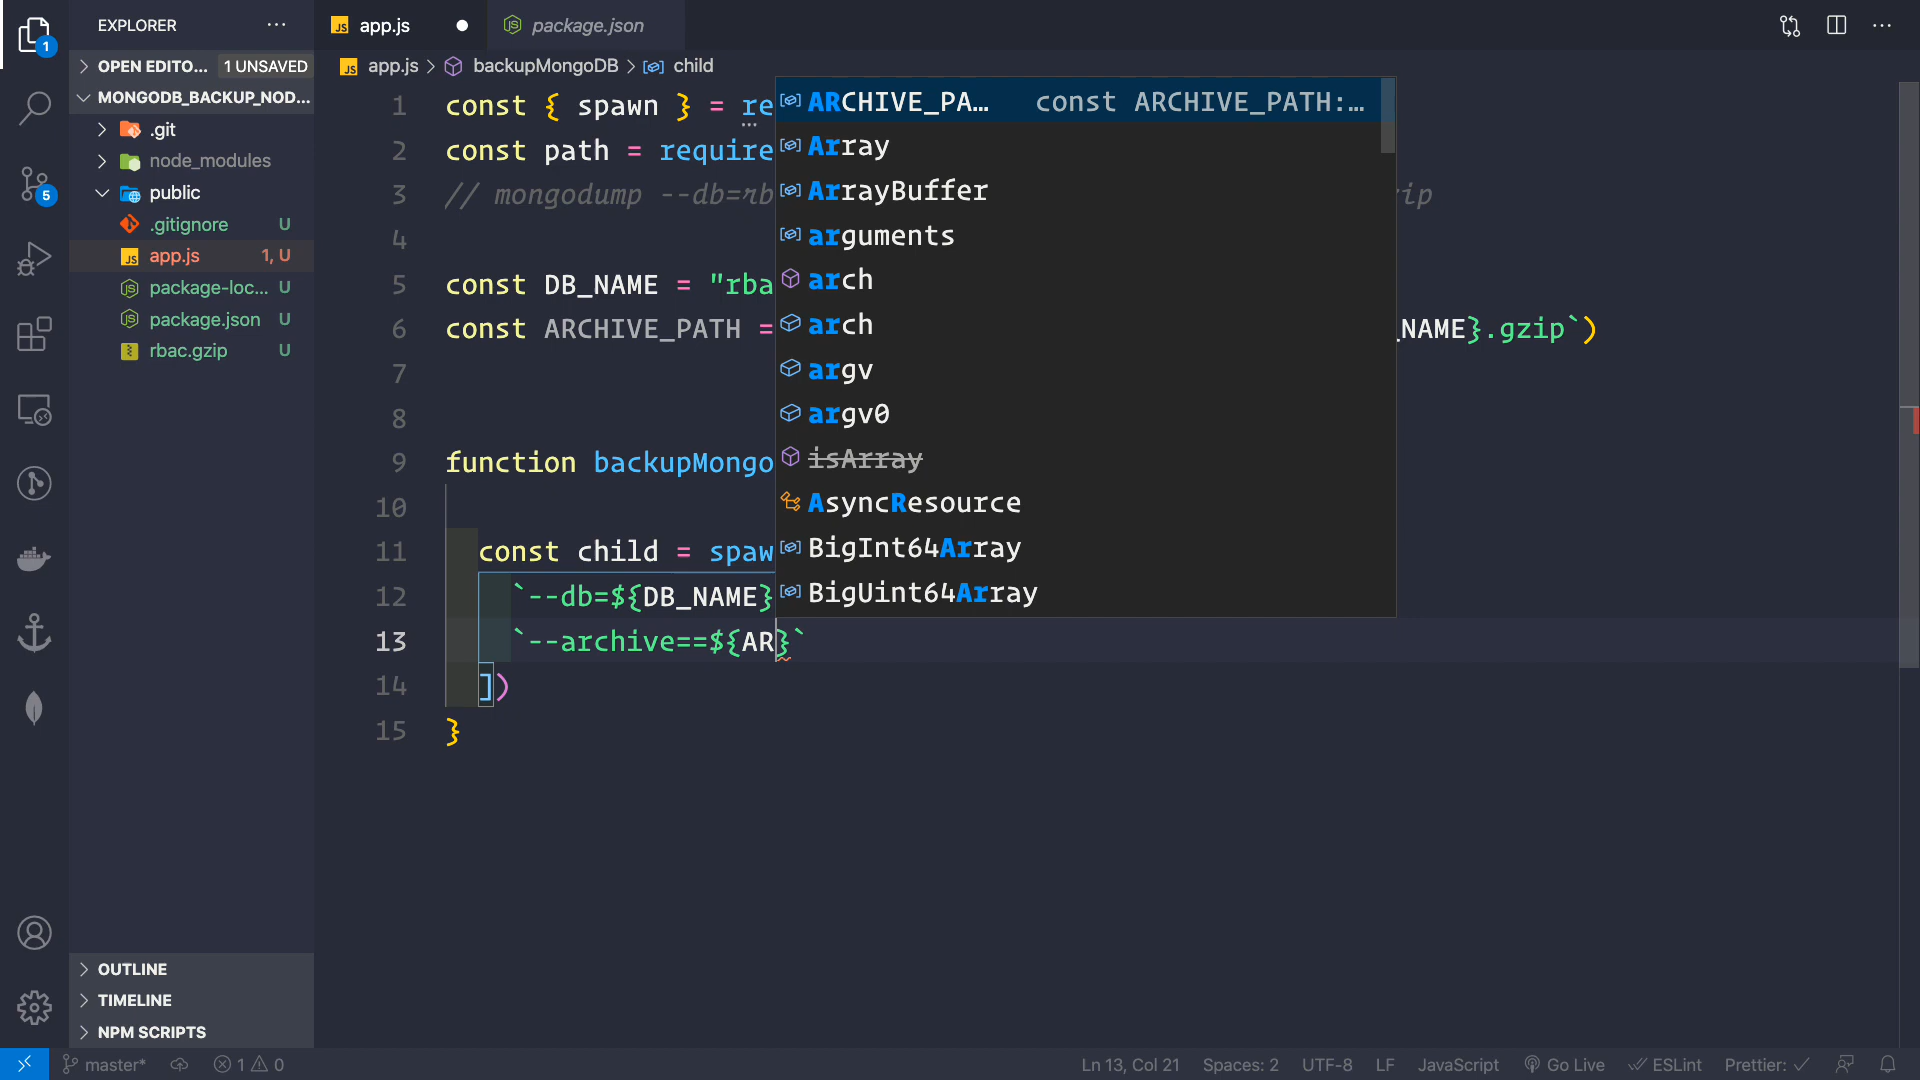 EXPLORER
app.js
package.json
OPEN EDITO... 1 UNSAVED
MONGODB_BACKUP_NOD...
.git
node_modules
public
.gitignore U
app.js 1, U
package-loc... U
package.json U
rbac.gzip U
OUTLINE
TIMELINE
NPM SCRIPTS
1
5
app.js > backupMongoDB > child
1 const { spawn } = re
2 const path = require
3 // mongodump --db=rb ip
4
5 const DB_NAME = "rba
6 const ARCHIVE_PATH = _NAME}.gzip`)
7
8
9 function backupMongo
10
11 const child = spaw
12 `--db=${DB_NAME}
13 `--archive==${AR}`
14 ])
15 }
ARCHIVE_PA... const ARCHIVE_PATH:...
Array
ArrayBuffer
arguments
arch
arch
argv
argv0
isArray
AsyncResource
BigInt64Array
BigUint64Array
master* 1 0 Ln 13, Col 21 Spaces: 2 UTF-8 LF JavaScript Go Live ESLint Prettier: ✓